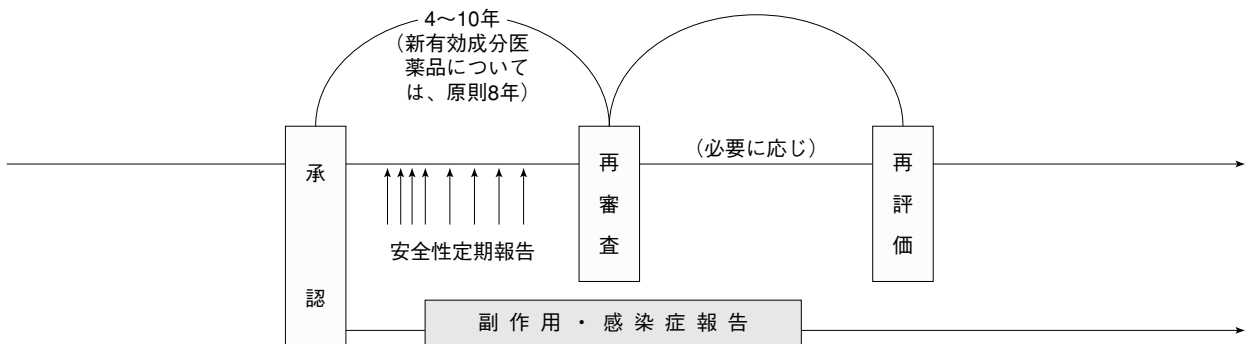 4～10年
（新有効成分医
薬品について
は、原則8年）
承認
安全性定期報告
再審査
（必要に応じ）
再評価
副作用・感染症報告